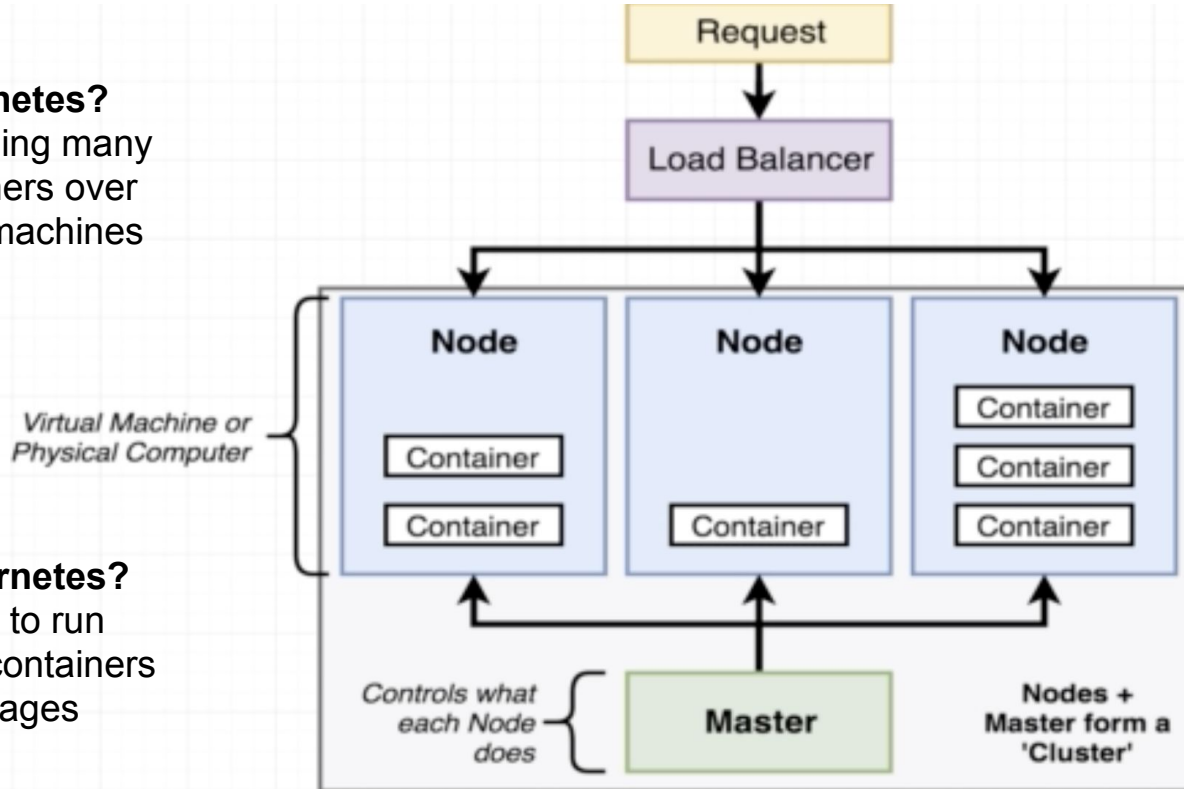 netes?
ing many
ers over
machines
rnetes?
to run
containers
ages
Request
Load Balancer
Node
Node
Node
Container
Container
Container
Container
Container
Container
Virtual Machine or
Physical Computer
Controls what
each Node
does
Master
Nodes +
Master form a
'Cluster'